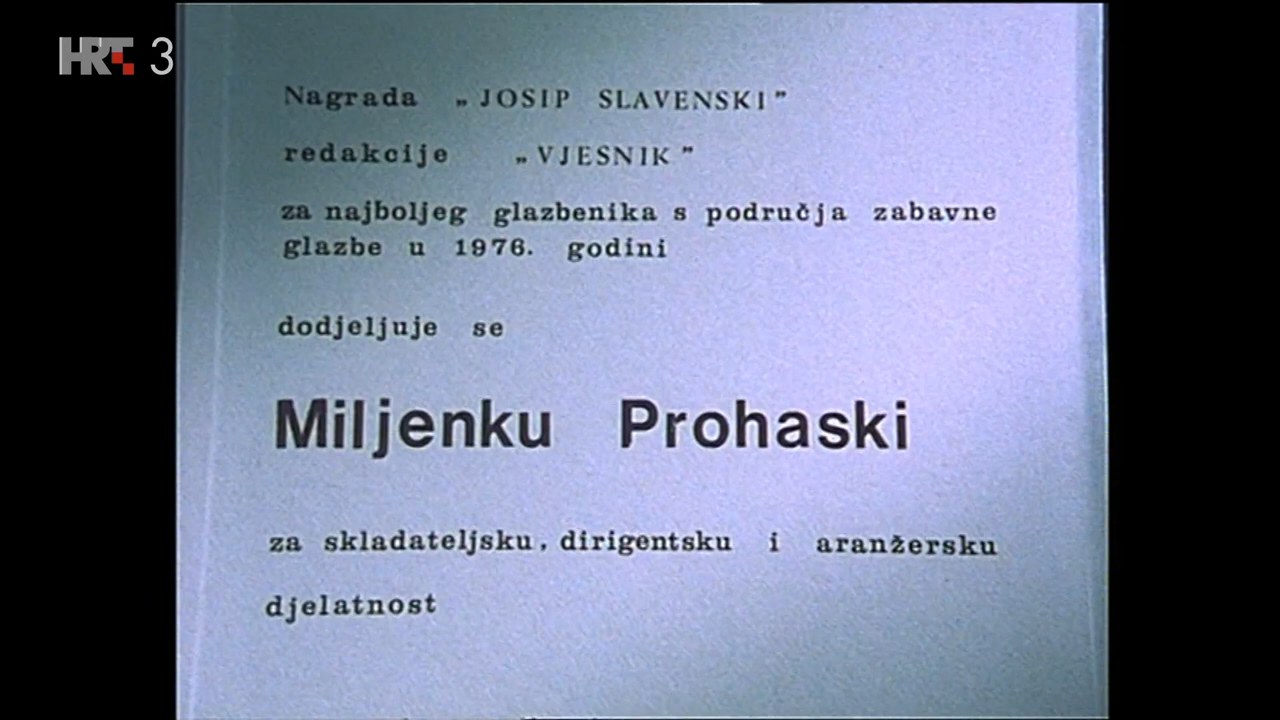 HRT 3
Nagrada „JOSIP SLAVENSKI”
redakcije „VJESNIK”
za najboljeg glazbenika s područja zabavne
glazbe u 1976. godini
dodjeljuje se
Miljenku Prohaski
za skladateljsku, dirigentsku i aranžersku
djelatnost